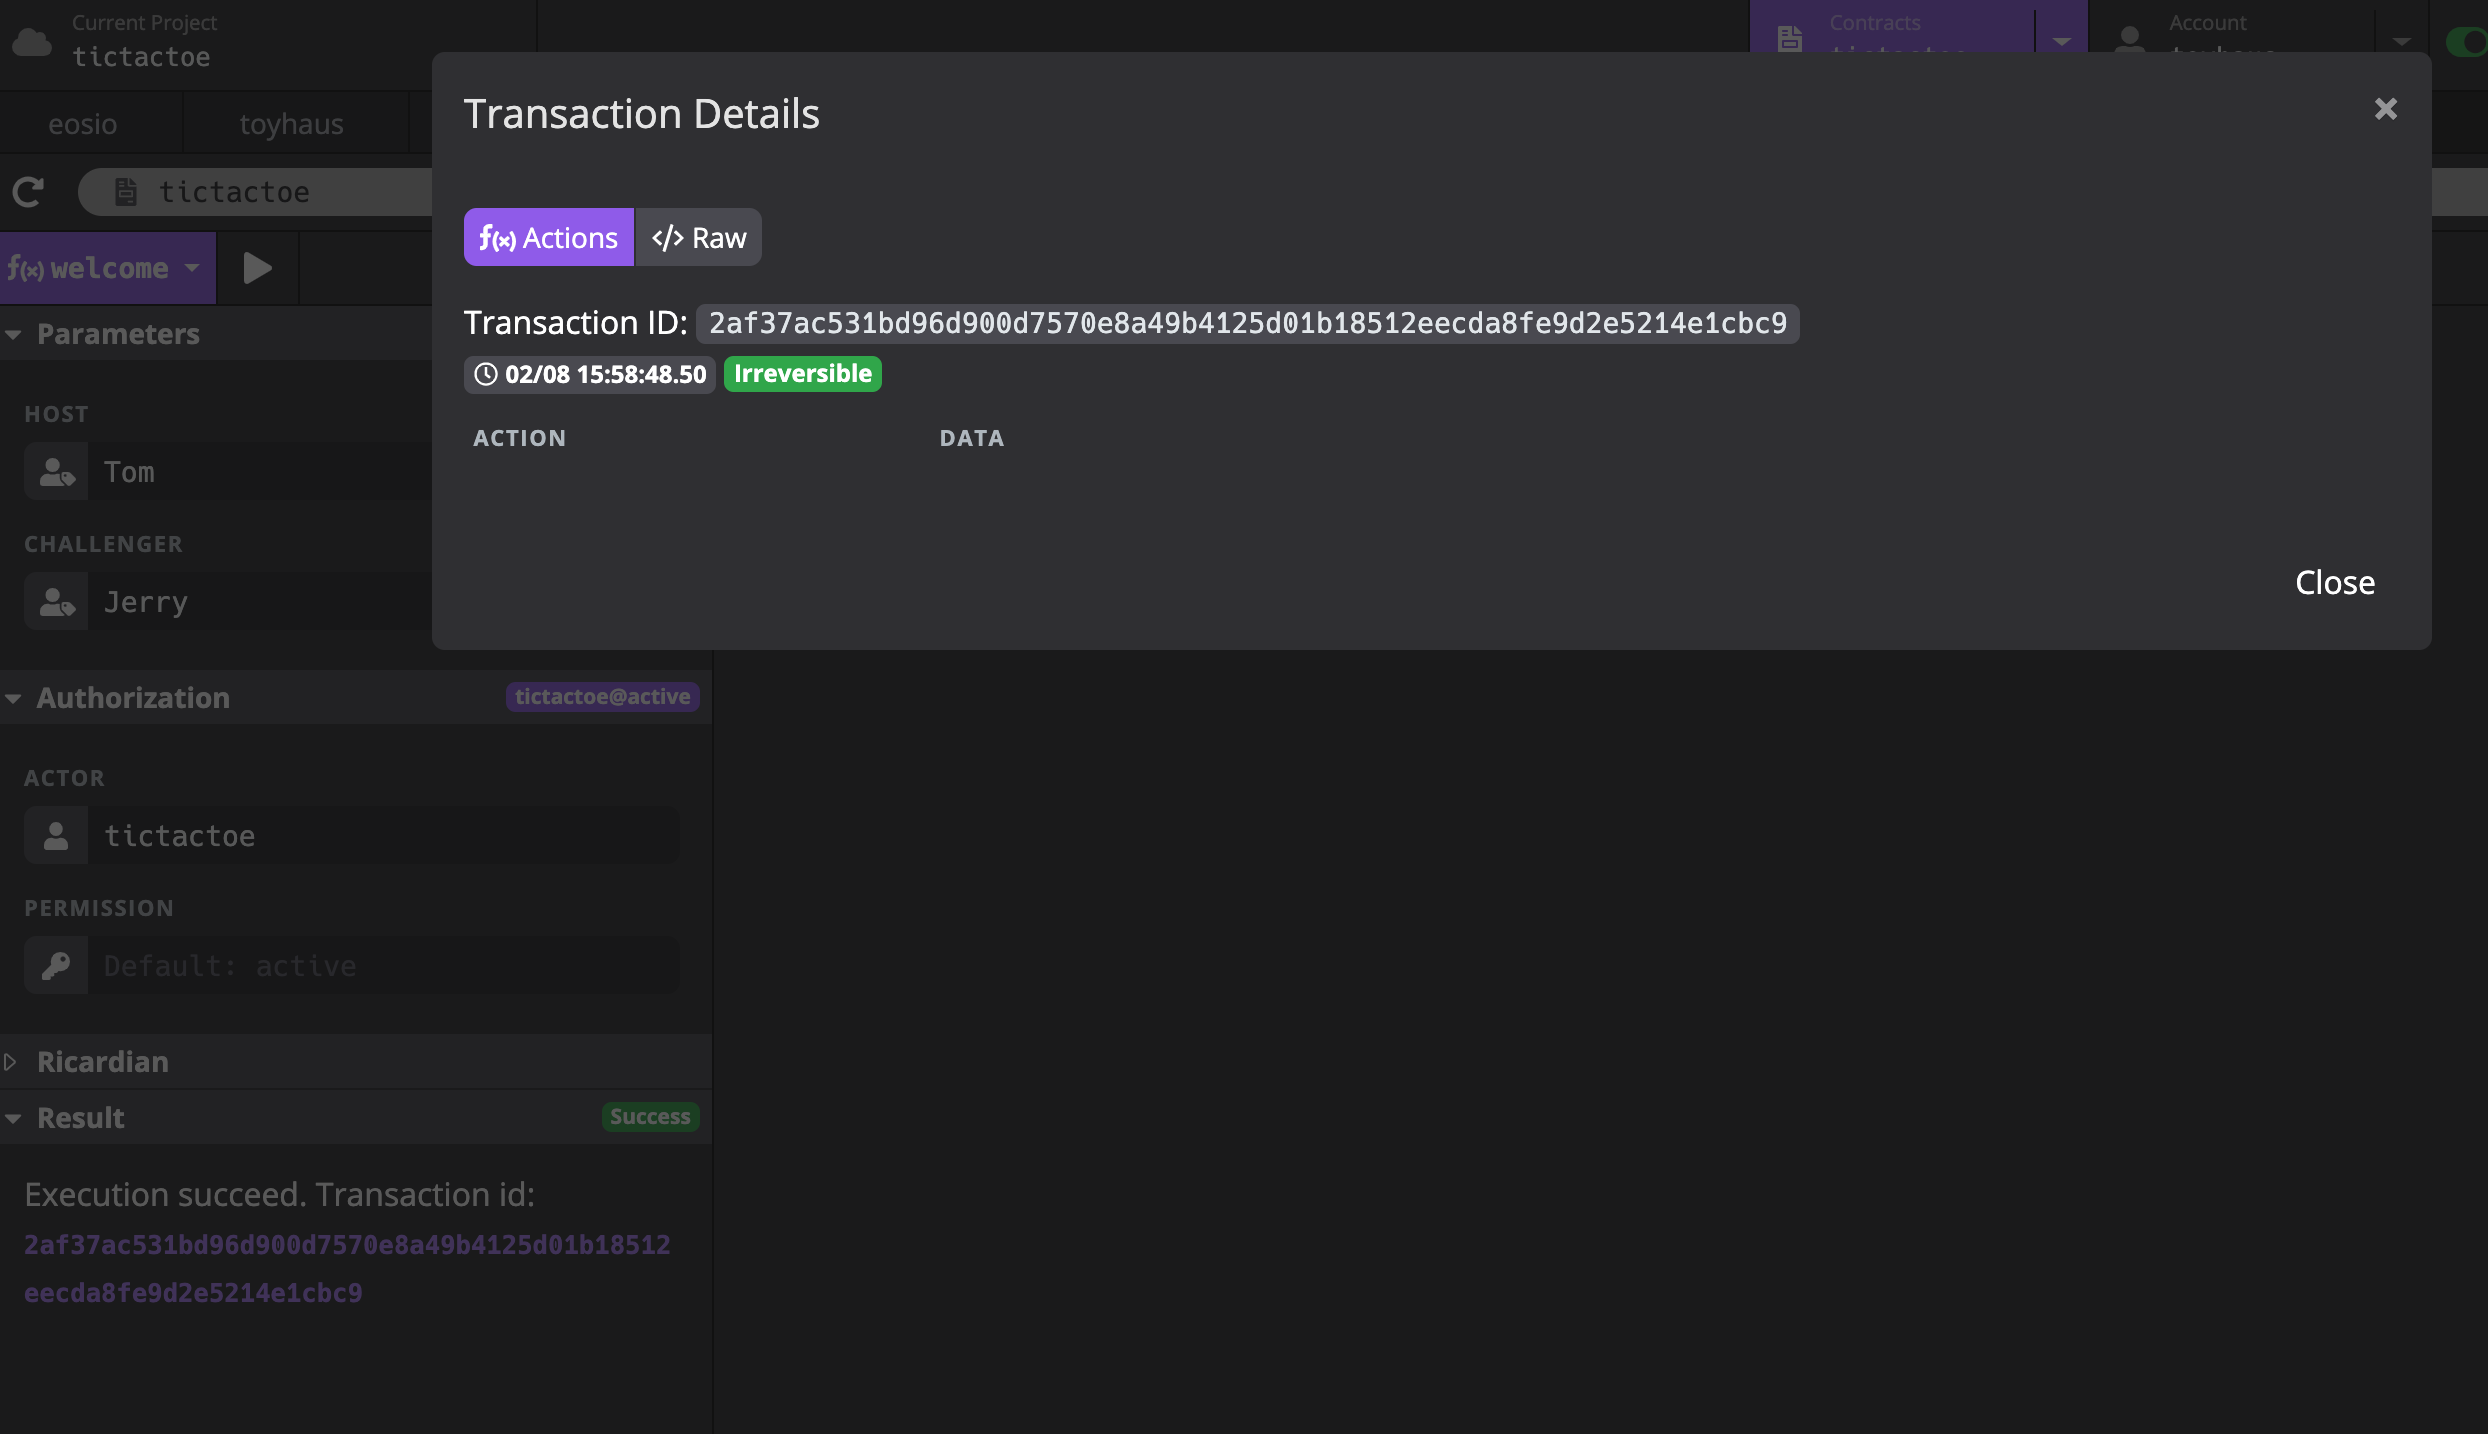 Current Project
tictactoe
Contracts
Account
eosio
toyhaus
tictactoe
f(x) welcome
Parameters
HOST
Tom
CHALLENGER
Jerry
Authorization
tictactoe@active
ACTOR
tictactoe
PERMISSION
Default: active
Ricardian
Result
Success
Execution succeed. Transaction id:
2af37ac531bd96d900d7570e8a49b4125d01b18512
eecda8fe9d2e5214e1cbc9
Transaction Details
f(x) Actions
</> Raw
Transaction ID: 2af37ac531bd96d900d7570e8a49b4125d01b18512eecda8fe9d2e5214e1cbc9
02/08 15:58:48.50
Irreversible
ACTION
DATA
Close